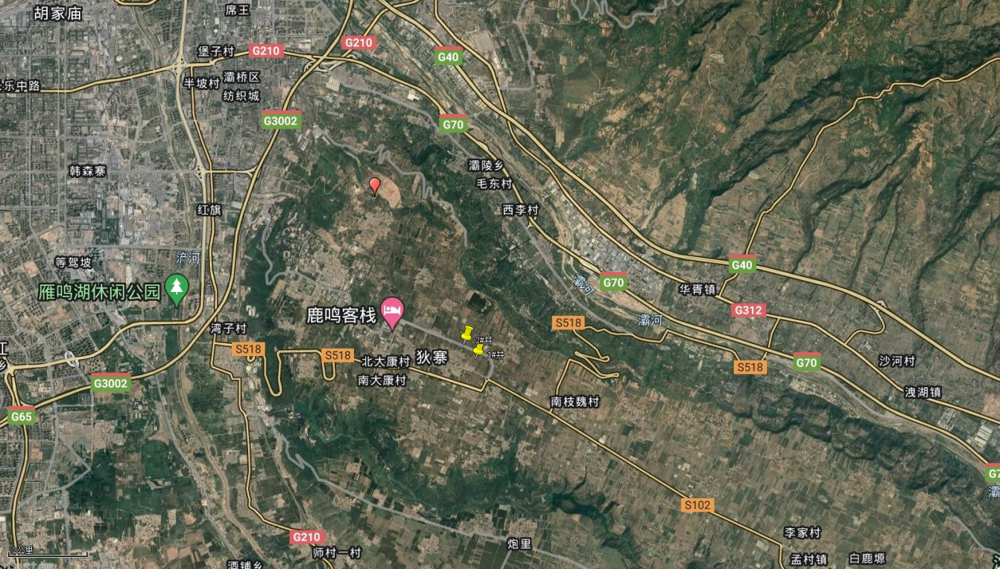 席王
胡家庙
G210
G210
堡子村
G40
半坡村
灞桥区
纺织城
乐中路
G3002
G70
灞陵乡
韩森寨
毛东村
红旗
西李村
浐河
等驾坡
G40
雁鸣湖休闲公园
灞河
G70
华胥镇
G312
鹿鸣客栈
S518
灞河
湾子村
2#井
S518
S518
1#井
江
北大康村
狄寨
沙河村
G70
S518
南大康村
G3002
洩湖镇
南枝魏村
G65
G7
灞
S102
G210
李家村
炮里
3公里
师村一村
孟村镇
白鹿塬